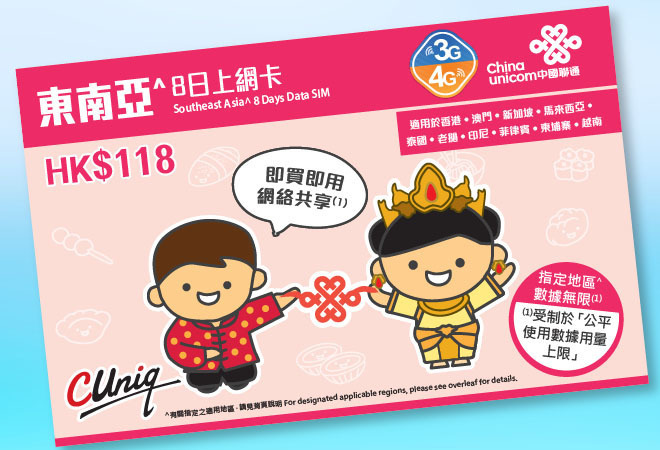 東南亞^ 8日上網卡
Southeast Asia^ 8 Days Data SIM
3G
4G
China
unicom中國聯通
適用於香港•澳門•新加坡•馬來西亞•
泰國•老撾•印尼•菲律賓•柬埔寨•越南
HK$118
即買即用
網絡共享(1)
指定地區^
數據無限(1)
(1)受制於「公平
使用數據用量
上限」
CUniq
^有關指定之適用地區,請見背頁說明 For designated applicable regions, please see overleaf for details.